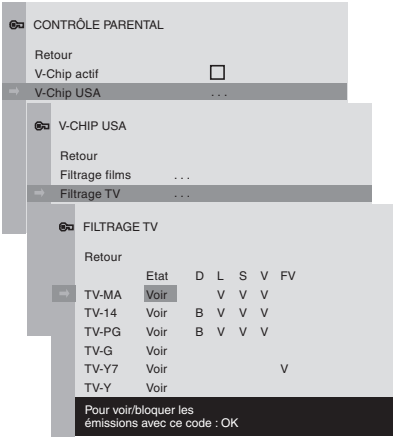 CONTRÔLE PARENTAL
Retour
V-Chip actif
V-Chip USA ...
V-CHIP USA
Retour
Filtrage films ...
Filtrage TV ...
FILTRAGE TV
Retour
Etat D L S V FV
TV-MA Voir V V V
TV-14 Voir B V V V
TV-PG Voir B V V V
TV-G Voir
TV-Y7 Voir V
TV-Y Voir
Pour voir/bloquer les
émissions avec ce code : OK